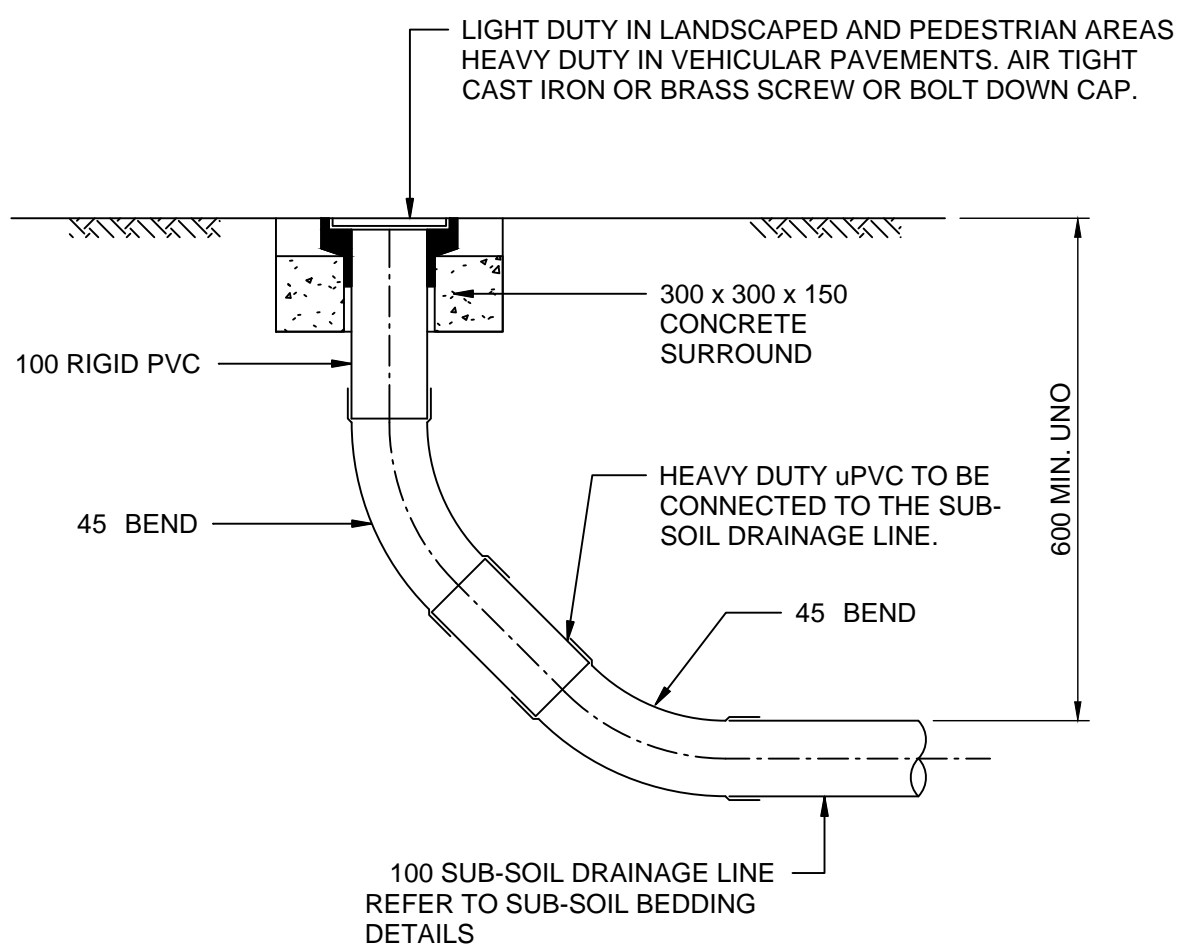 LIGHT DUTY IN LANDSCAPED AND PEDESTRIAN AREAS
HEAVY DUTY IN VEHICULAR PAVEMENTS. AIR TIGHT
CAST IRON OR BRASS SCREW OR BOLT DOWN CAP.
300 x 300 x 150
CONCRETE
SURROUND
100 RIGID PVC
600 MIN. UNO
HEAVY DUTY uPVC TO BE
CONNECTED TO THE SUB-
SOIL DRAINAGE LINE.
45 BEND
45 BEND
100 SUB-SOIL DRAINAGE LINE
REFER TO SUB-SOIL BEDDING
DETAILS